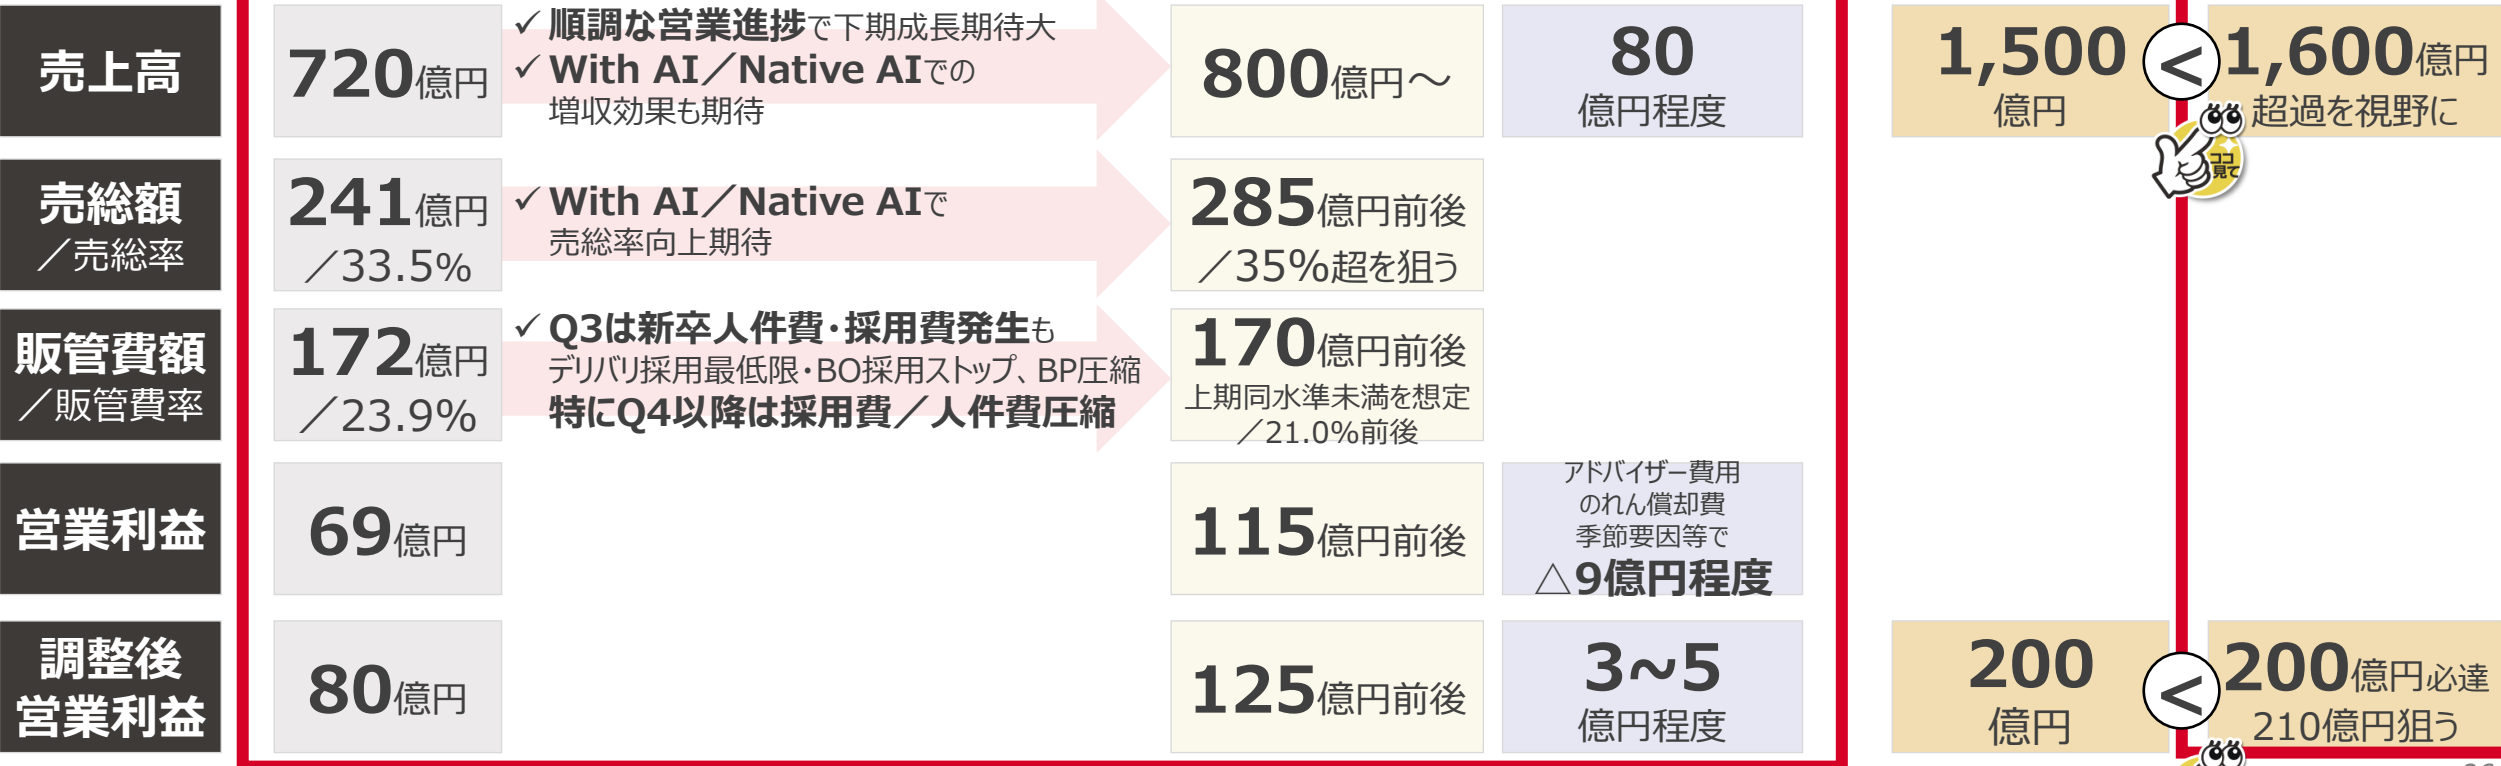 売上高
720億円
✓ 順調な営業進捗で下期成長期待大
✓ With AI／Native AIでの
増収効果も期待
800億円～
80
億円程度
1,500
億円
<
1,600億円
超過を視野に
ココ
見て
売総額
／売総率
241億円
／33.5%
✓ With AI／Native AIで
売総率向上期待
285億円前後
／35%超を狙う
販管費額
／販管費率
172億円
／23.9%
✓ Q3は新卒人件費・採用費発生も
デリバリ採用最低限・BO採用ストップ、BP圧縮
特にQ4以降は採用費／人件費圧縮
170億円前後
上期同水準未満を想定
／21.0%前後
営業利益
69億円
115億円前後
アドバイザー費用
のれん償却費
季節要因等で
△9億円程度
調整後
営業利益
80億円
125億円前後
3~5
億円程度
200
億円
<
200億円必達
210億円狙う